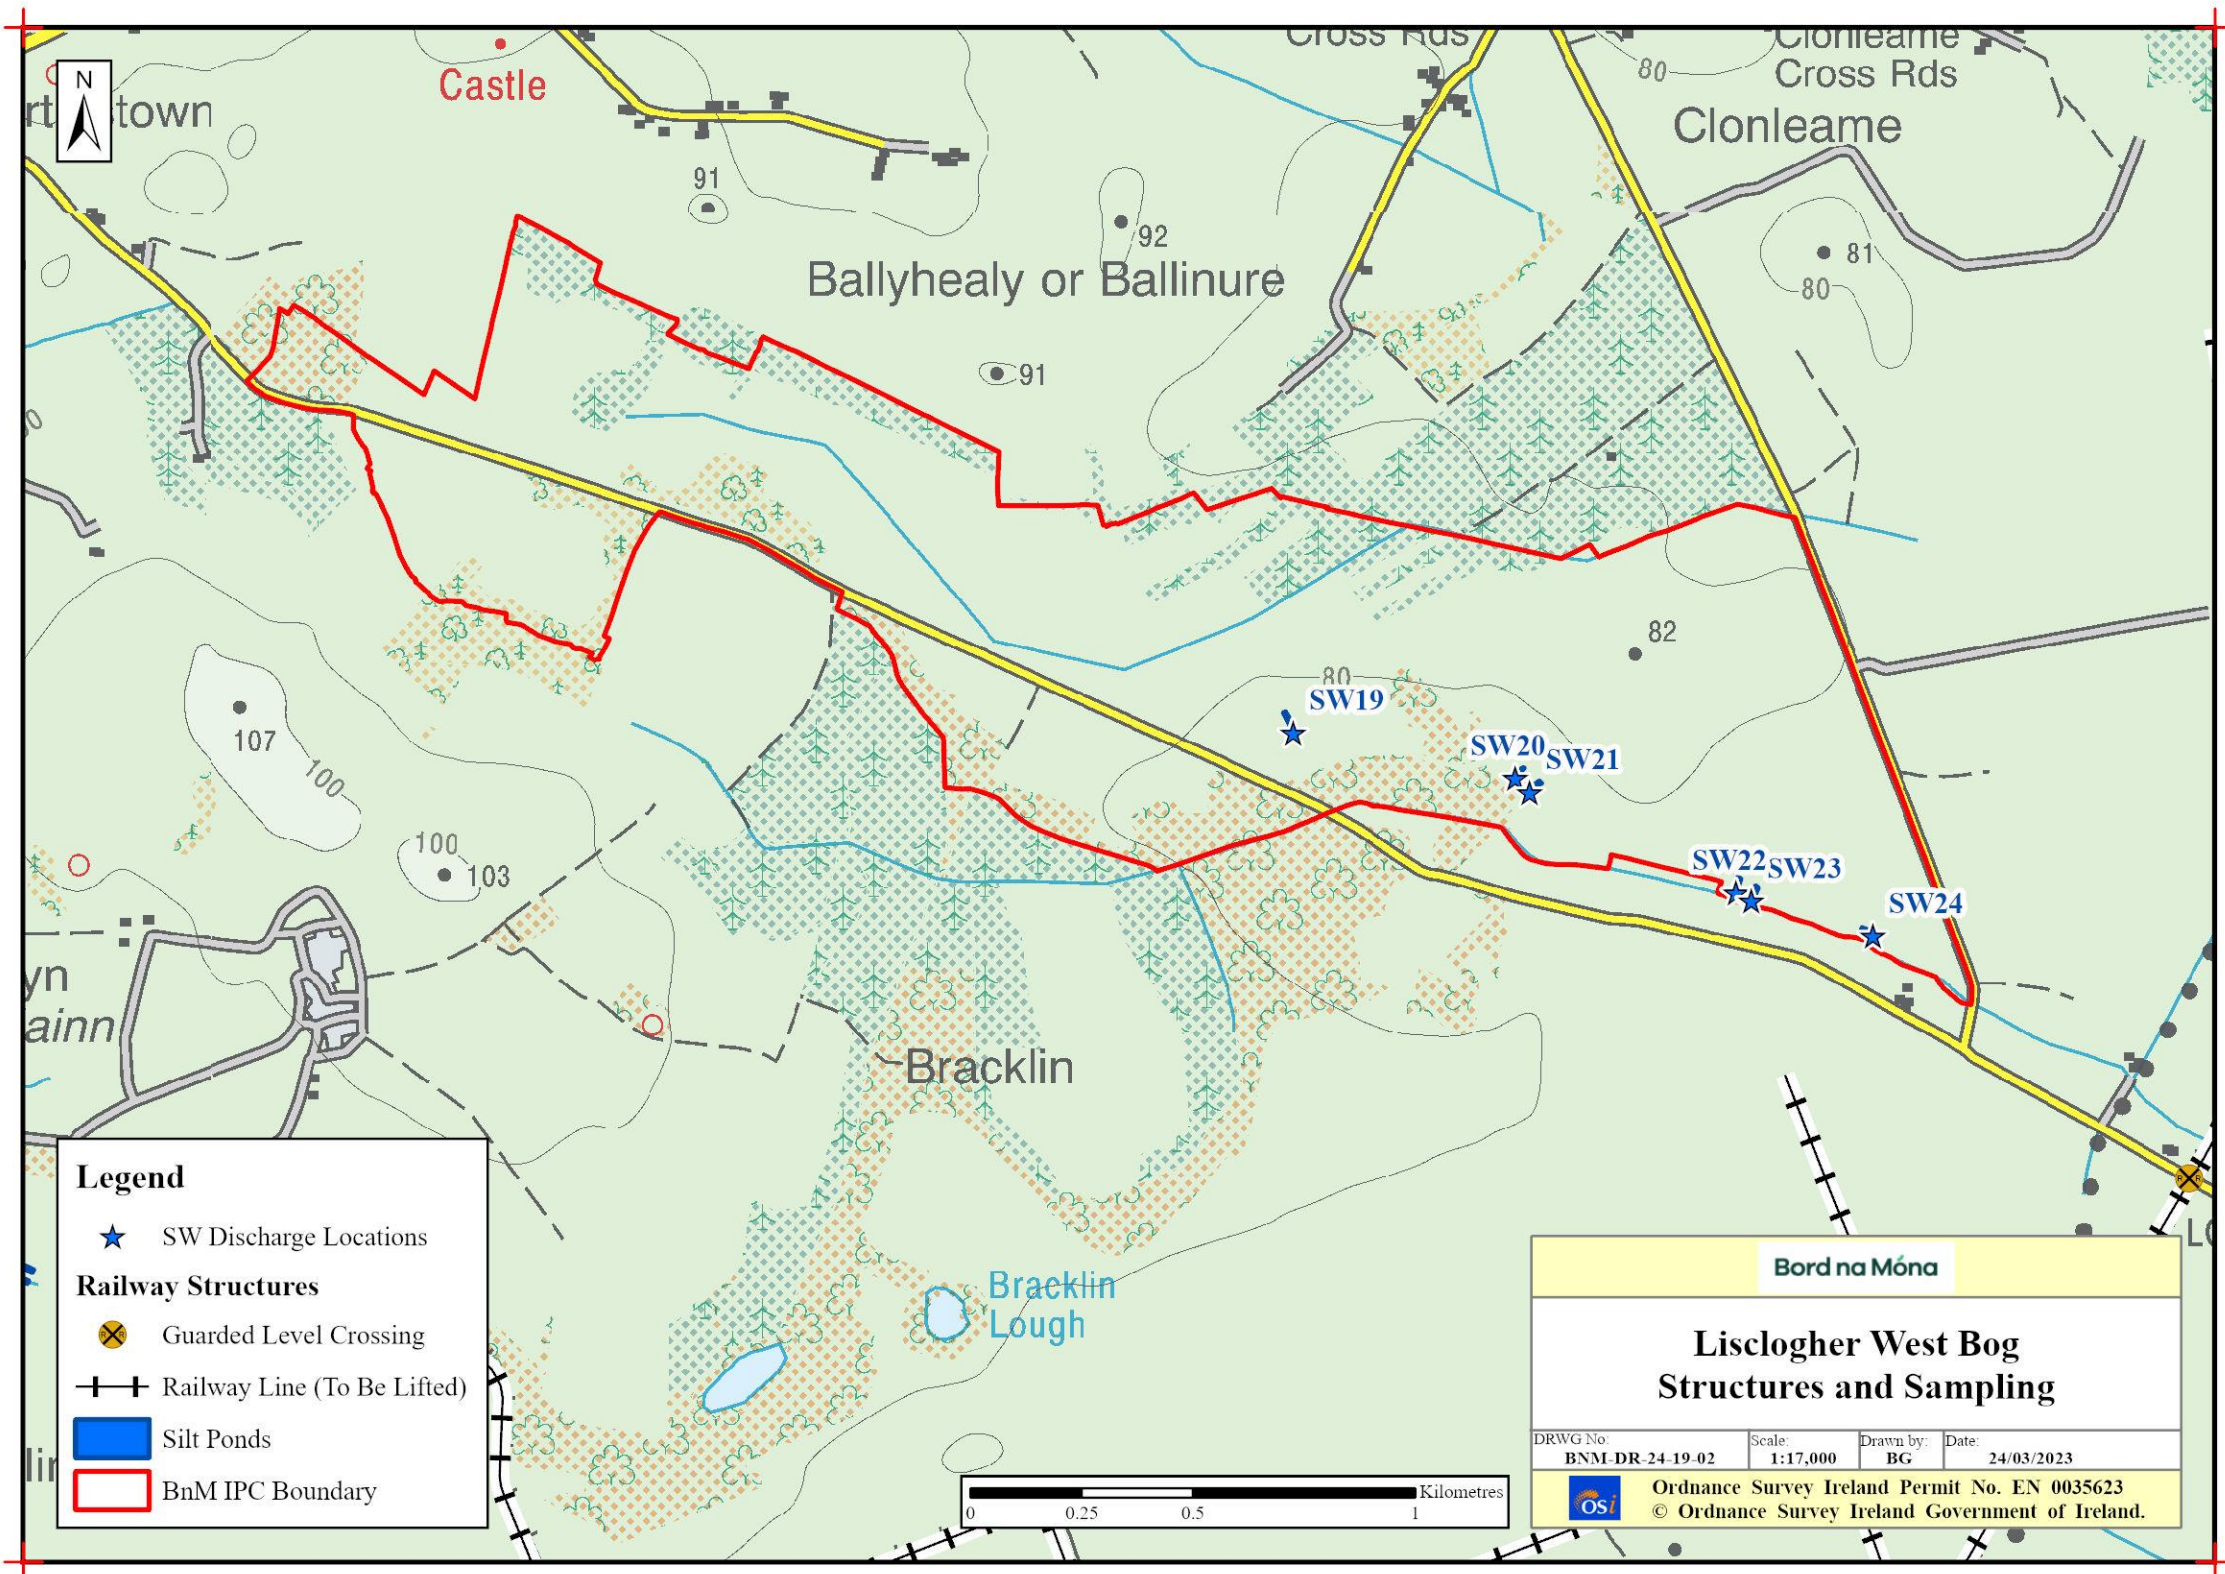 Cross Rds
Clonleame
Cross Rds
80
Castle
N
town
Clonleame
91
92
81
Ballyhealy or Ballinure
80
91
82
80
SW19
107
100
SW20
SW21
100
103
SW22
SW23
SW24
yn
ainn
Bracklin
Bracklin
Lough
Legend
SW Discharge Locations
Railway Structures
Guarded Level Crossing
Railway Line (To Be Lifted)
Silt Ponds
BnM IPC Boundary
0 0.25 0.5 1 Kilometres
Bord na Móna
Lisclogher West Bog
Structures and Sampling
DRWG No: BNM-DR-24-19-02
Scale: 1:17,000
Drawn by: BG
Date: 24/03/2023
OSi
Ordnance Survey Ireland Permit No. EN 0035623
© Ordnance Survey Ireland Government of Ireland.